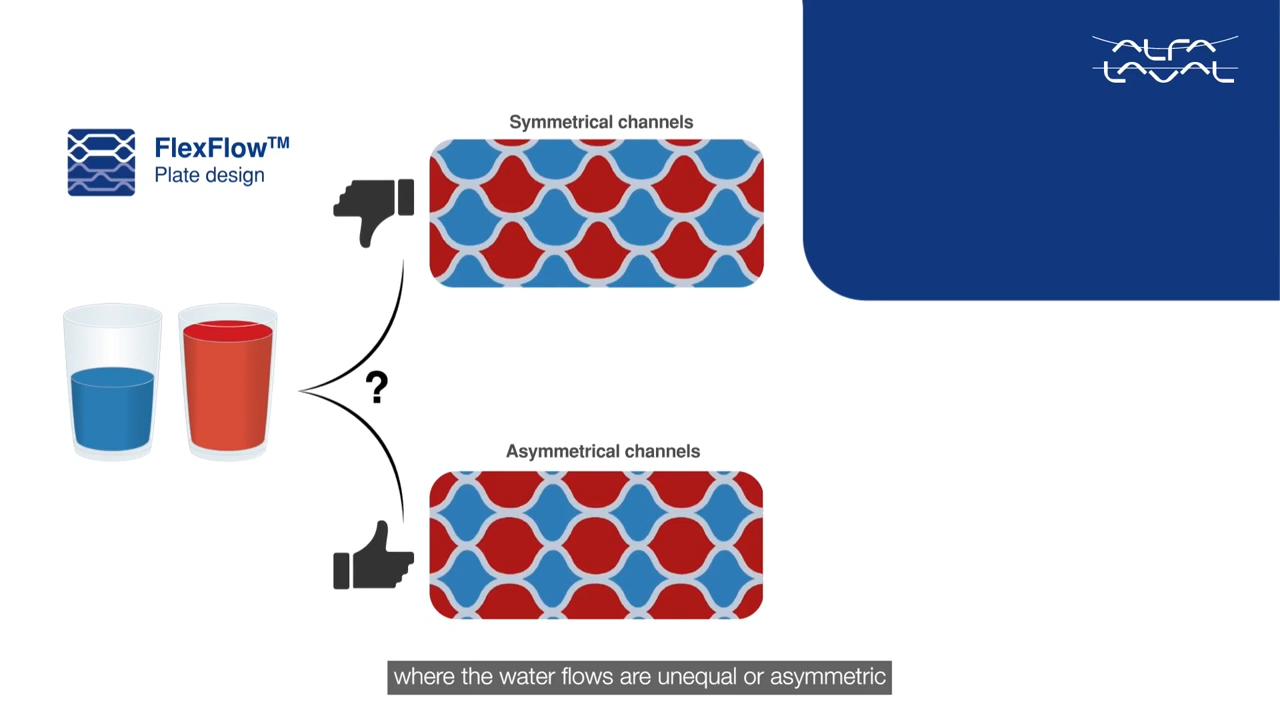 ALFA
LAVAL
FlexFlow™
Plate design
Symmetrical channels
?
Asymmetrical channels
where the water flows are unequal or asymmetric